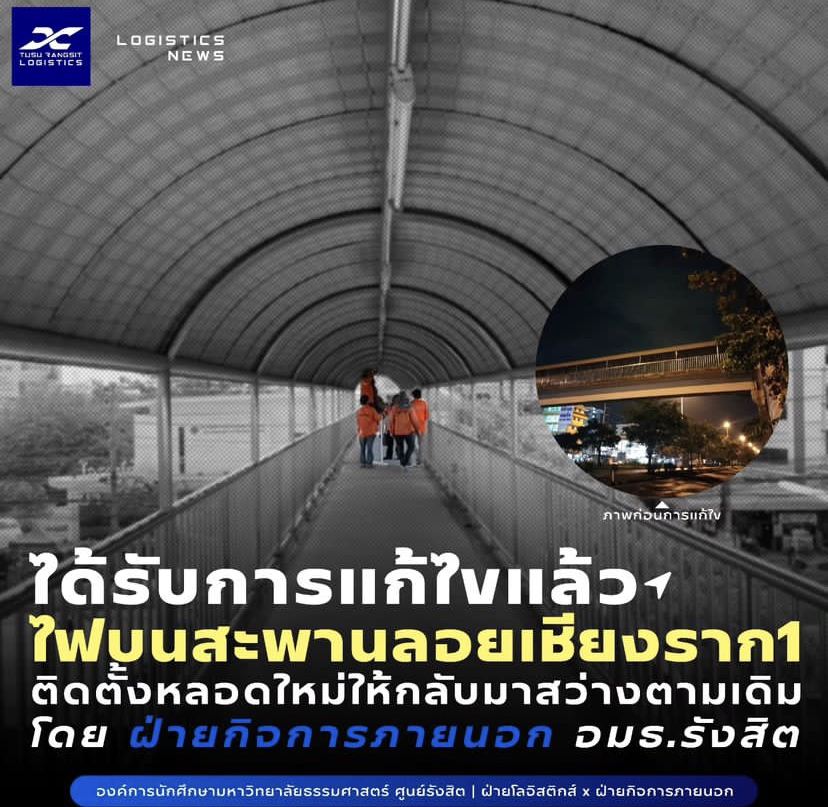 TUSU RANGSIT
LOGISTICS
LOGISTICS
NEWS
ภาพก่อนการแก้ไข
ได้รับการแก้ไขแล้ว
ไฟบนสะพานลอยเชียงราก1
ติดตั้งหลอดใหม่ให้กลับมาสว่างตามเดิม
โดย ฝ่ายกิจการภายนอก อมธ.รังสิต
องค์การนักศึกษามหาวิทยาลัยธรรมศาสตร์ ศูนย์รังสิต | ฝ่ายโลจิสติกส์ x ฝ่ายกิจการภายนอก